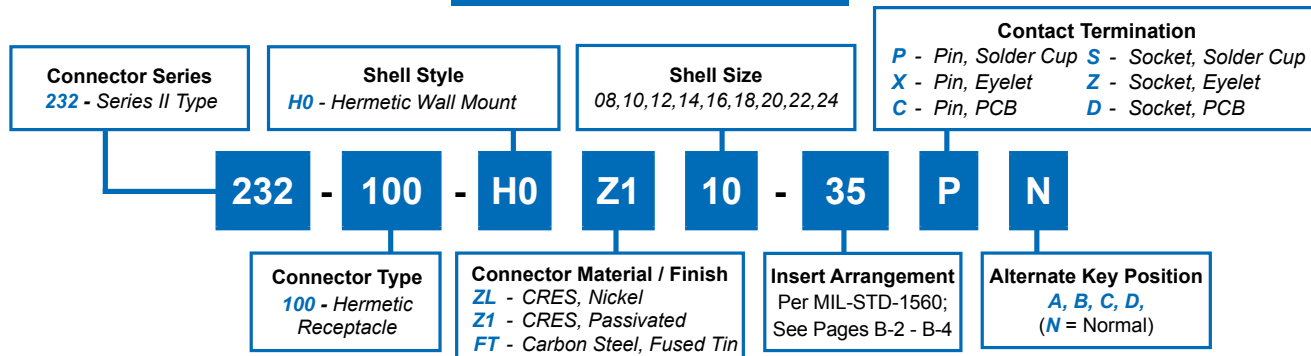 Connector Series
232 - Series II Type
Shell Style
H0 - Hermetic Wall Mount
Shell Size
08,10,12,14,16,18,20,22,24
Contact Termination
P - Pin, Solder Cup S - Socket, Solder Cup
X - Pin, Eyelet Z - Socket, Eyelet
C - Pin, PCB D - Socket, PCB
232 - 100 - H0 Z1 10 - 35 P N
Connector Type
100 - Hermetic
Receptacle
Connector Material / Finish
ZL - CRES, Nickel
Z1 - CRES, Passivated
FT - Carbon Steel, Fused Tin
Insert Arrangement
Per MIL-STD-1560;
See Pages B-2 - B-4
Alternate Key Position
A, B, C, D,
(N = Normal)